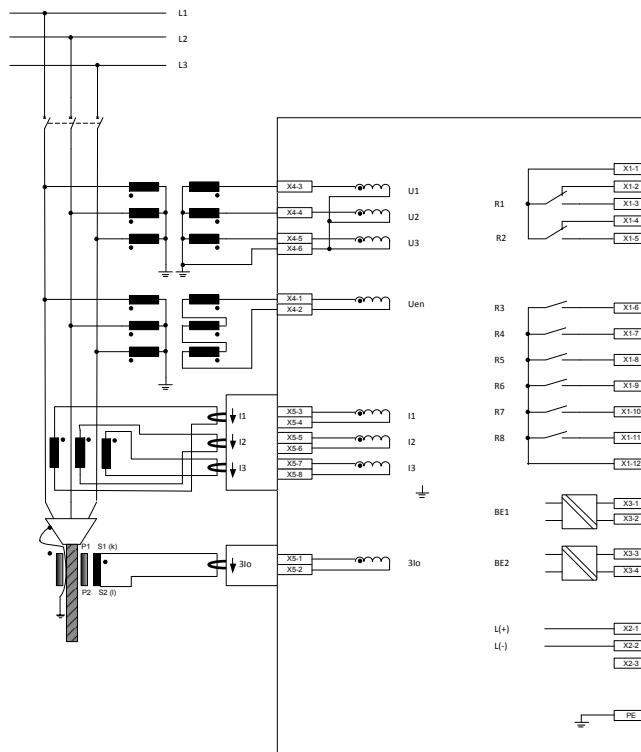 L1
L2
L3
X4-3
U1
X4-4
U2
X4-5
U3
X4-6
X4-1
Uen
X4-2
I1
X5-3
I1
X5-4
I2
X5-5
I2
X5-6
I3
X5-7
I3
X5-8
P1
S1 (k)
P2
S2 (l)
3Io
X5-1
3Io
X5-2
X1-1
X1-2
R1
X1-3
X1-4
R2
X1-5
R3
X1-6
R4
X1-7
R5
X1-8
R6
X1-9
R7
X1-10
R8
X1-11
X1-12
BE1
X3-1
X3-2
BE2
X3-3
X3-4
L(+)
X2-1
L(-)
X2-2
X2-3
PE